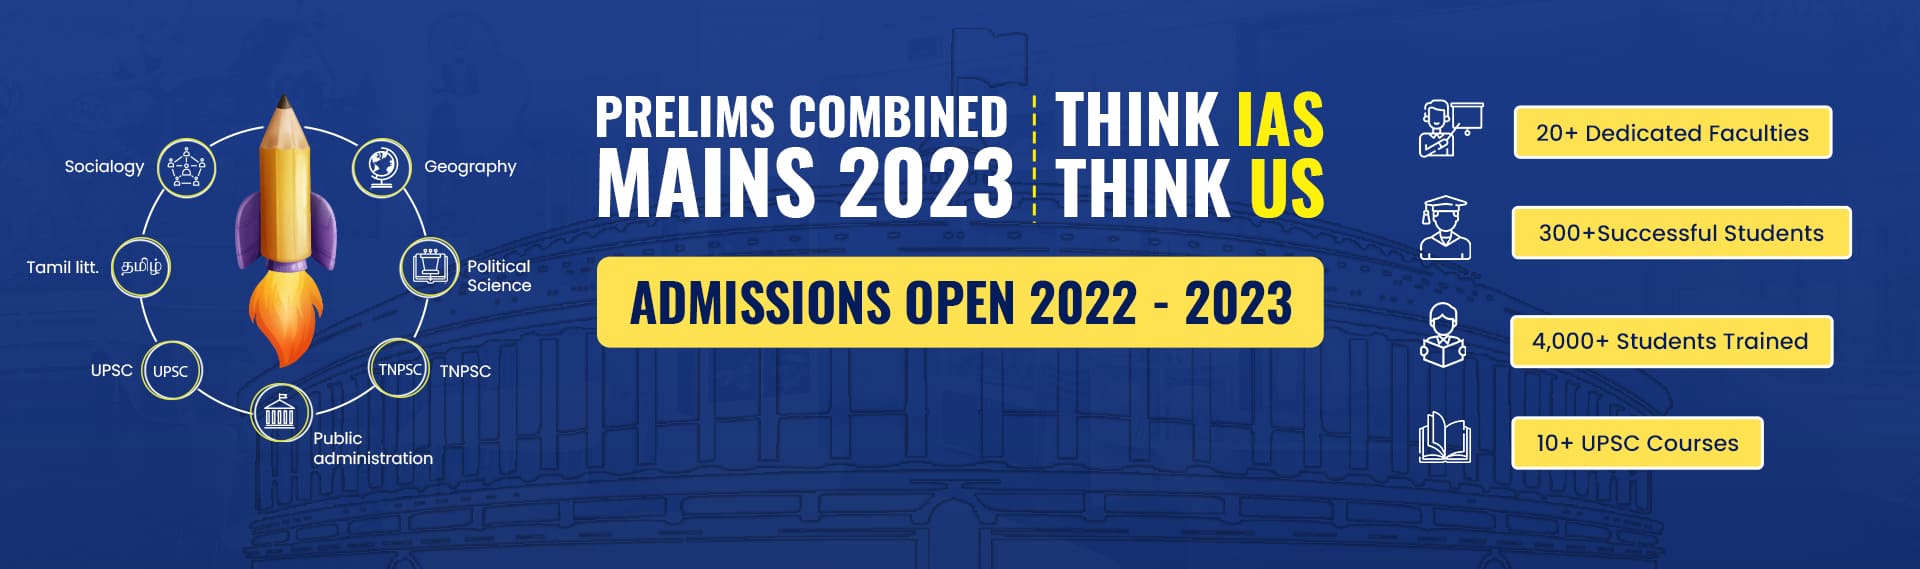 Socialogy
Geography
Tamil litt.
தமிழ்
Political
Science
UPSC
UPSC
TNPSC
TNPSC
Public
administration
PRELIMS COMBINED
MAINS 2023
THINK IAS
THINK US
ADMISSIONS OPEN 2022 - 2023
20+ Dedicated Faculties
300+Successful Students
4,000+ Students Trained
10+ UPSC Courses